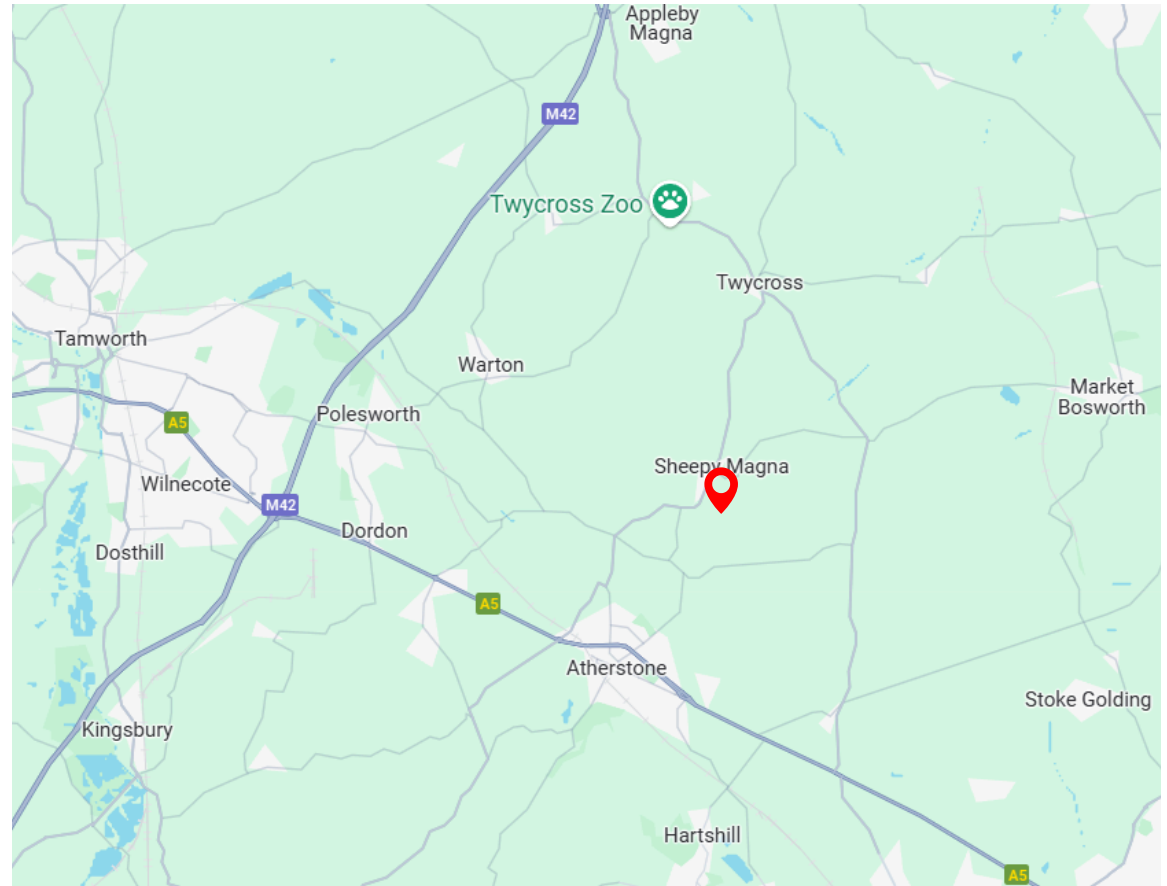 Appleby
Magna
M42
Twycross Zoo
Twycross
Tamworth
Warton
Market
Bosworth
Polesworth
A5
Sheepy Magna
Wilnecote
M42
Dordon
Dosthill
A5
Atherstone
Stoke Golding
Kingsbury
Hartshill
A5